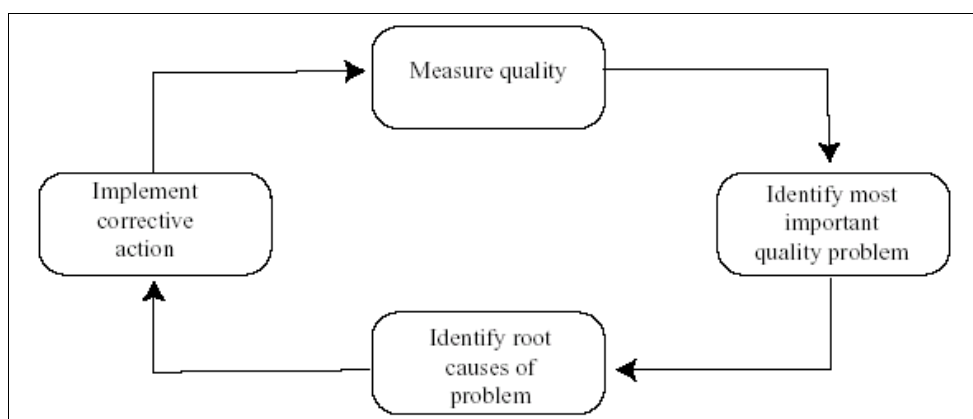 Measure quality
Identify most
important
quality problem
Identify root
causes of
problem
Implement
corrective
action